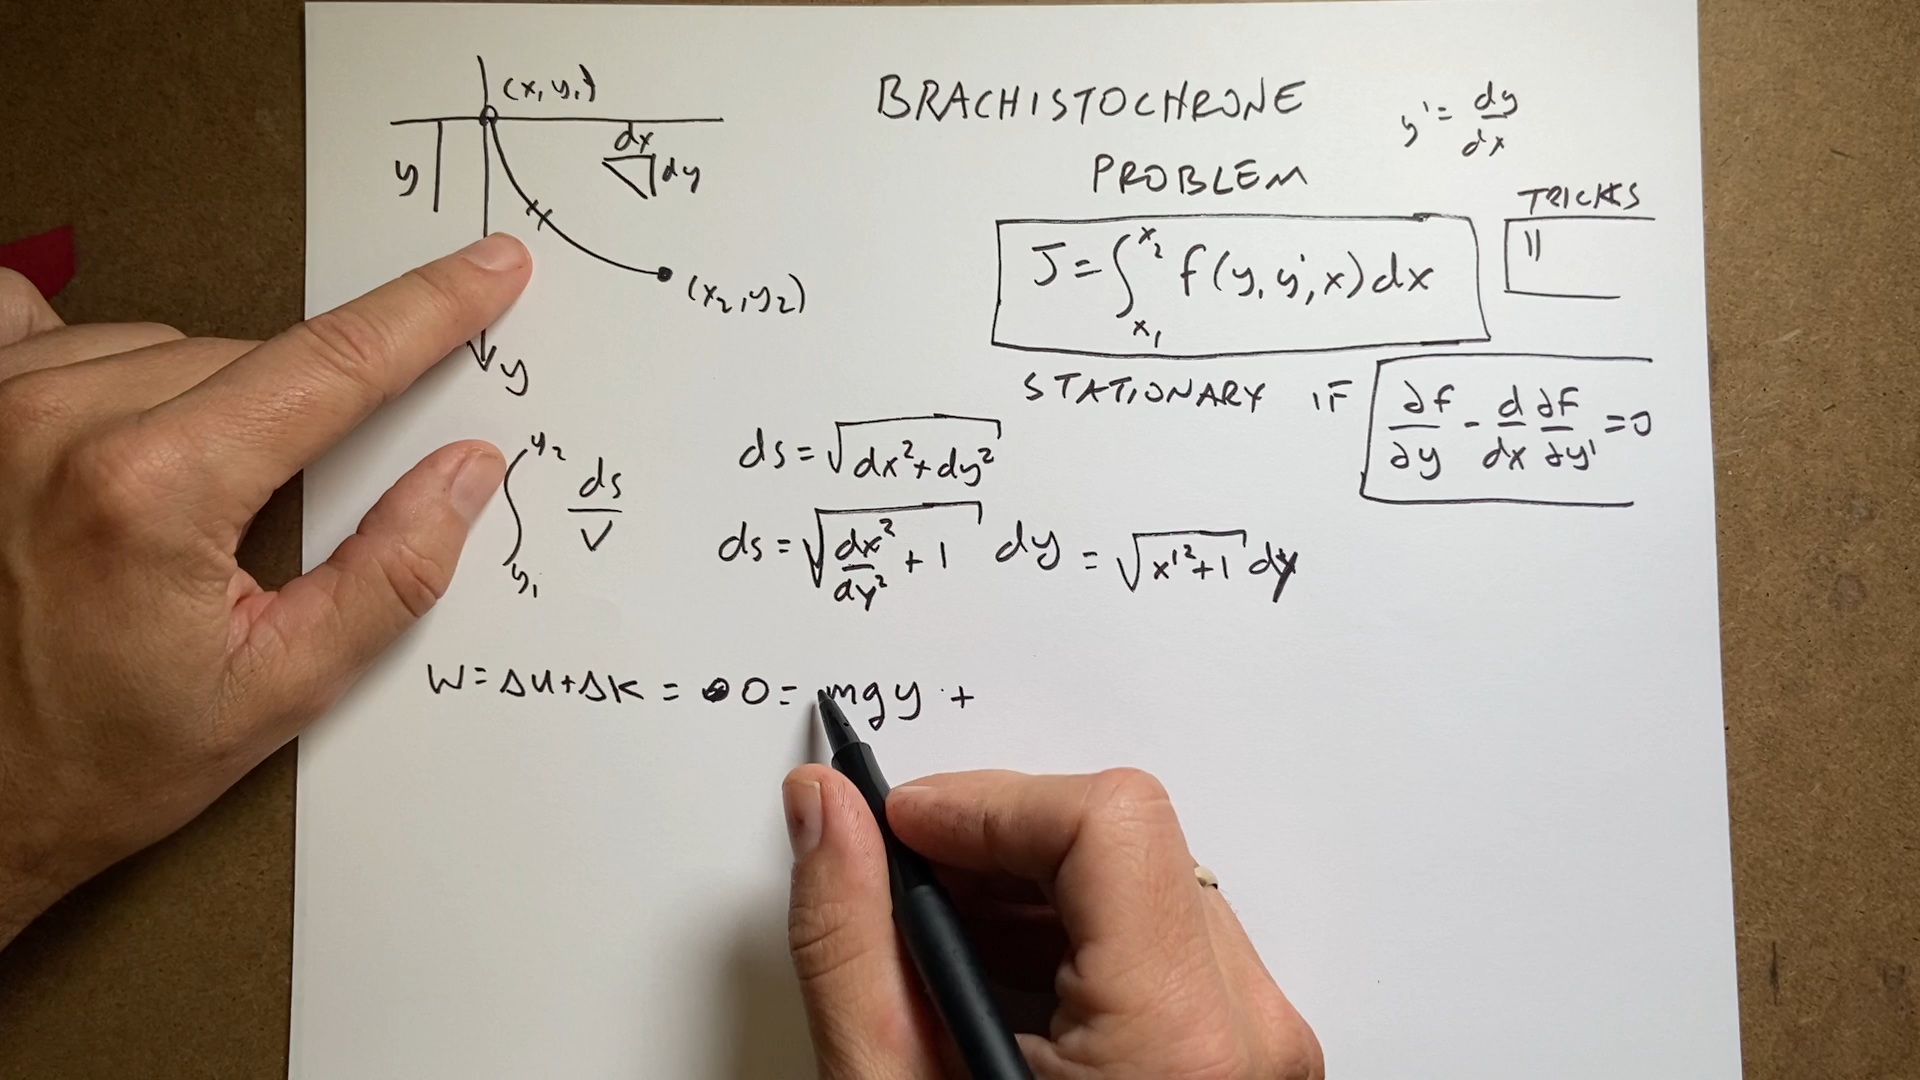 (x, y₁)
dx
y
dy
(x₂, y₂)
y
BRACHISTOCHRONE
PROBLEM
y' = dy/dx
TRICKS
J = ∫_{x₁}^{x₂} f(y, y', x) dx
STATIONARY IF ∂f/∂y - d/dx ∂f/∂y' = 0
∫_{y₁}^{y₂} ds/v
ds = √(dx² + dy²)
ds = √(dx²/dy² + 1) dy = √(x'² + 1) dy
W = ΔU + ΔK = 0 = mgy +